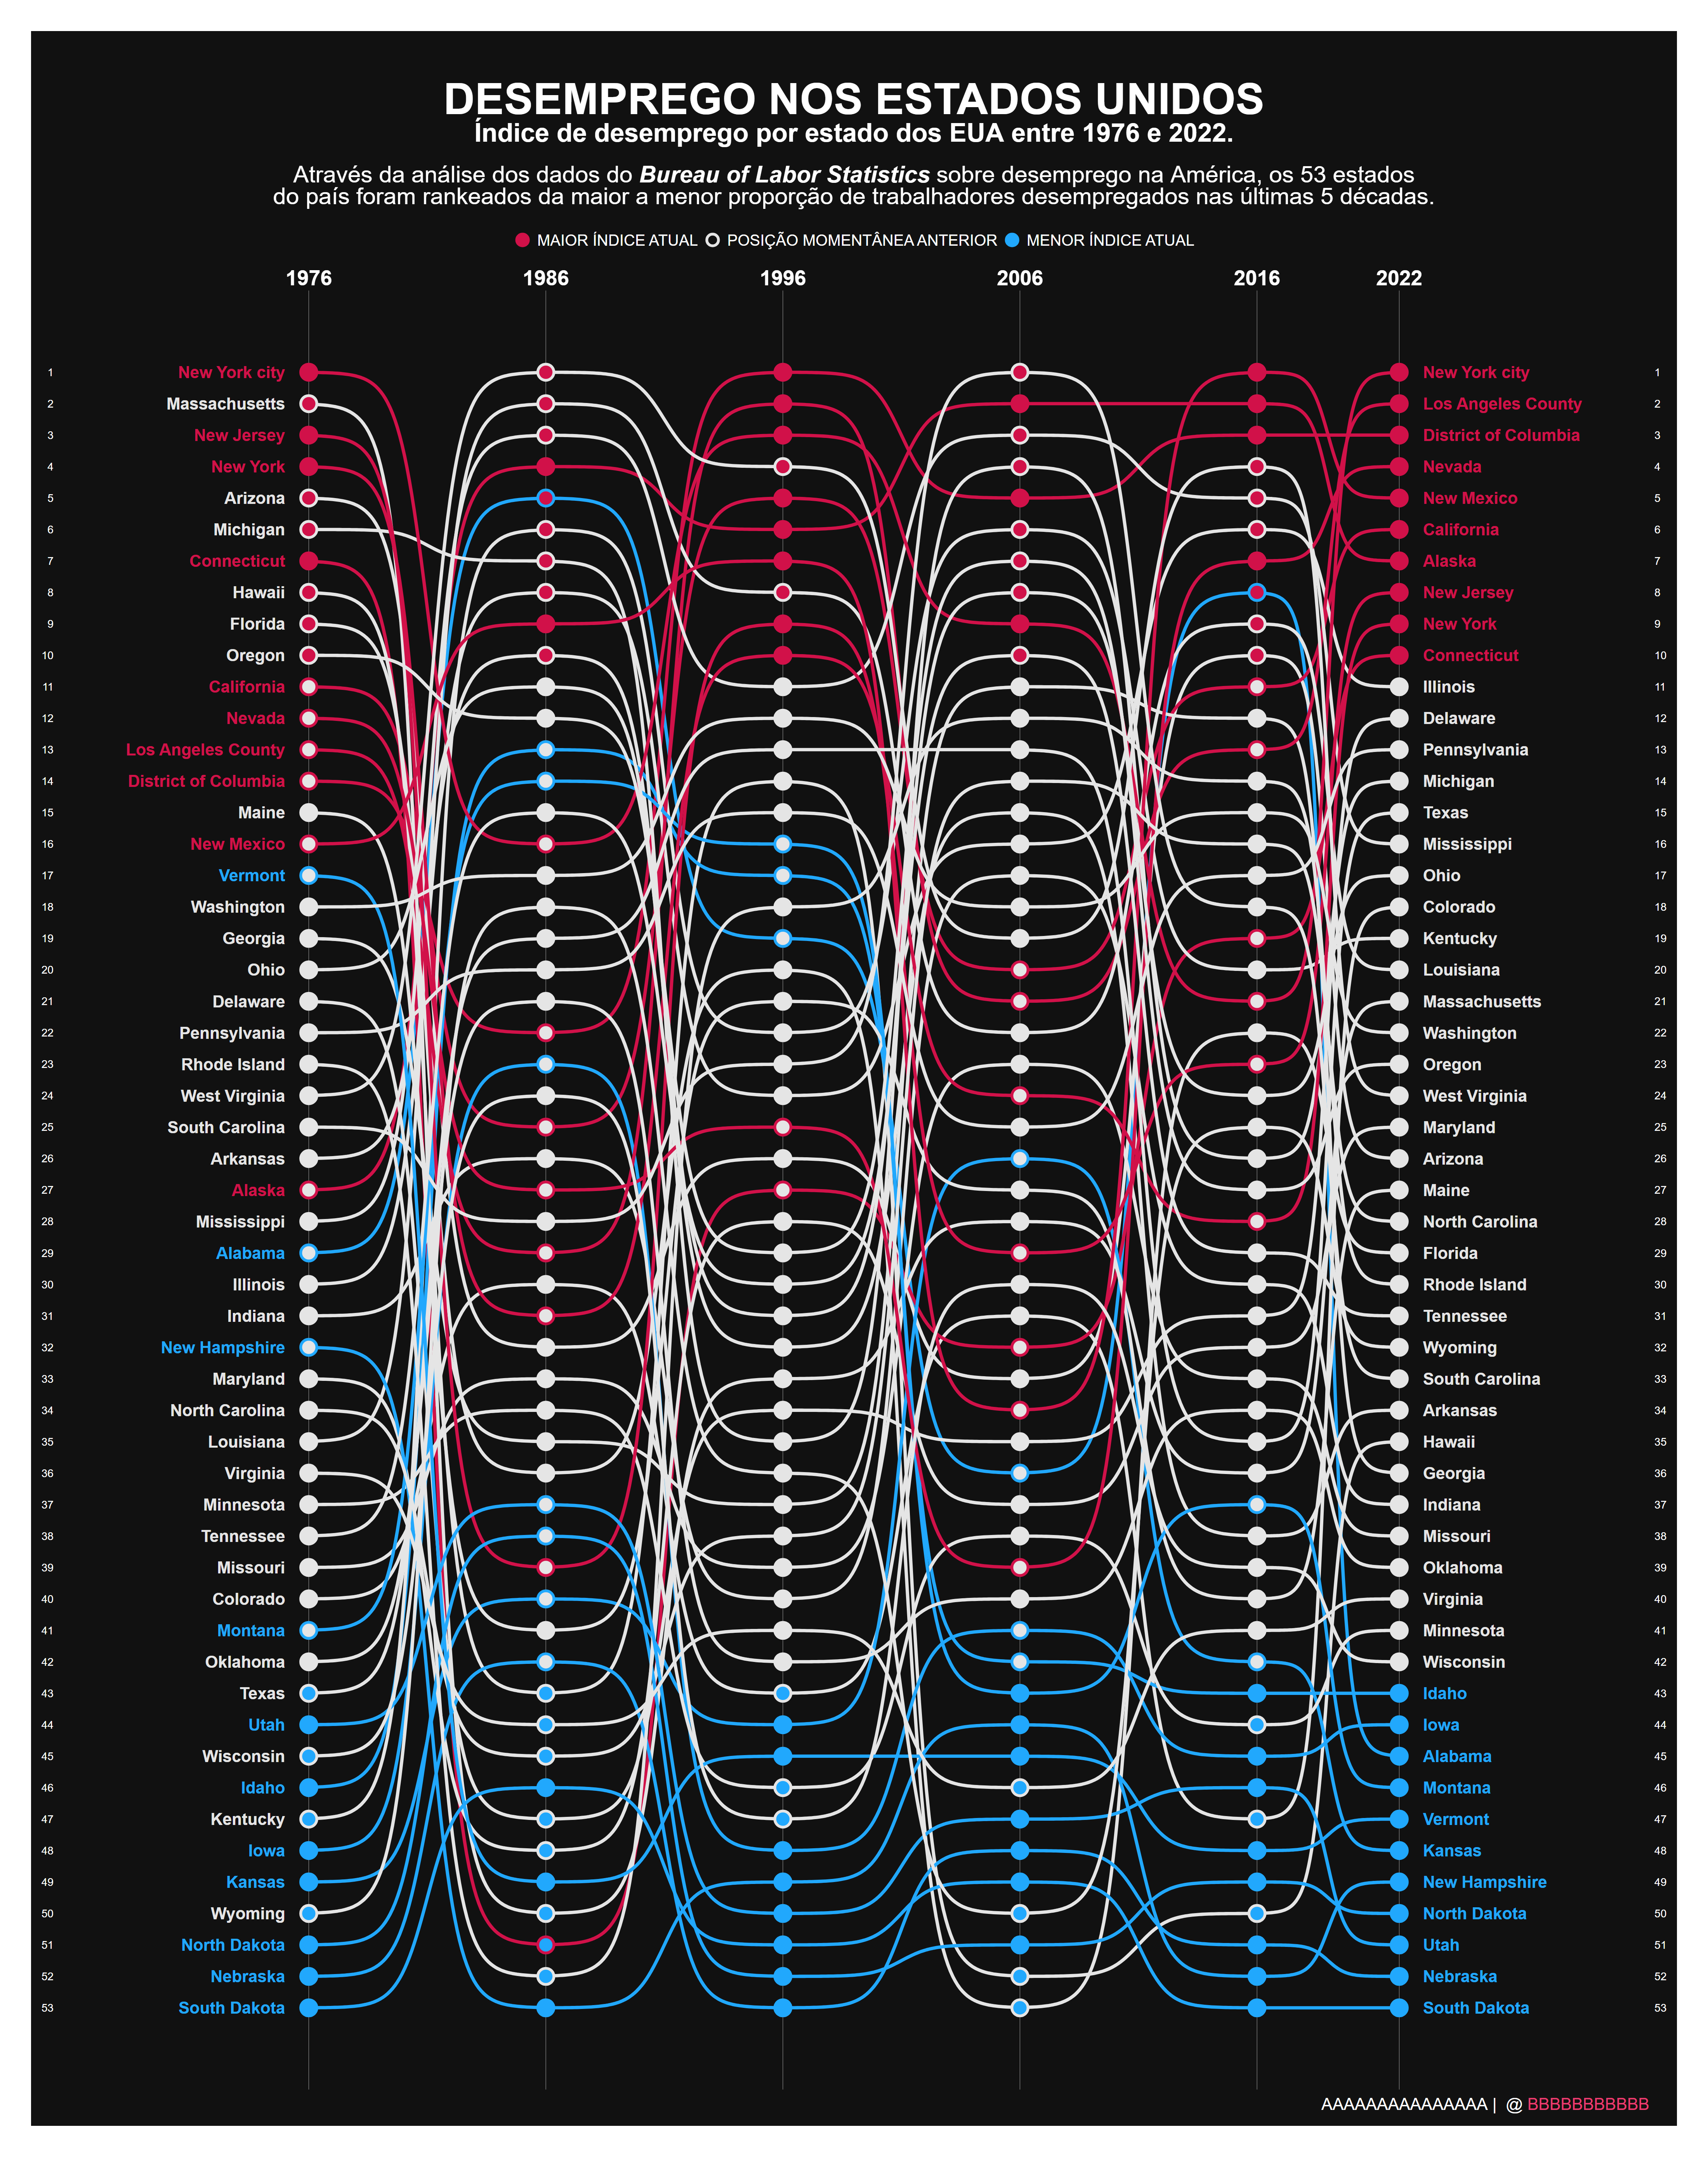 DESEMPREGO NOS ESTADOS UNIDOS
Índice de desemprego por estado dos EUA entre 1976 e 2022.
Através da análise dos dados do Bureau of Labor Statistics sobre desemprego na América, os 53 estados
do país foram rankeados da maior a menor proporção de trabalhadores desempregados nas últimas 5 décadas.
MAIOR ÍNDICE ATUAL POSIÇÃO MOMENTÂNEA ANTERIOR MENOR ÍNDICE ATUAL
1976 1986 1996 2006 2016 2022
1 New York city New York city 1
2 Massachusetts Los Angeles County 2
3 New Jersey District of Columbia 3
4 New York Nevada 4
5 Arizona New Mexico 5
6 Michigan California 6
7 Connecticut Alaska 7
8 Hawaii New Jersey 8
9 Florida New York 9
10 Oregon Connecticut 10
11 California Illinois 11
12 Nevada Delaware 12
13 Los Angeles County Pennsylvania 13
14 District of Columbia Michigan 14
15 Maine Texas 15
16 New Mexico Mississippi 16
17 Vermont Ohio 17
18 Washington Colorado 18
19 Georgia Kentucky 19
20 Ohio Louisiana 20
21 Delaware Massachusetts 21
22 Pennsylvania Washington 22
23 Rhode Island Oregon 23
24 West Virginia West Virginia 24
25 South Carolina Maryland 25
26 Arkansas Arizona 26
27 Alaska Maine 27
28 Mississippi North Carolina 28
29 Alabama Florida 29
30 Illinois Rhode Island 30
31 Indiana Tennessee 31
32 New Hampshire Wyoming 32
33 Maryland South Carolina 33
34 North Carolina Arkansas 34
35 Louisiana Hawaii 35
36 Virginia Georgia 36
37 Minnesota Indiana 37
38 Tennessee Missouri 38
39 Missouri Oklahoma 39
40 Colorado Virginia 40
41 Montana Minnesota 41
42 Oklahoma Wisconsin 42
43 Texas Idaho 43
44 Utah Iowa 44
45 Wisconsin Alabama 45
46 Idaho Montana 46
47 Kentucky Vermont 47
48 Iowa Kansas 48
49 Kansas New Hampshire 49
50 Wyoming North Dakota 50
51 North Dakota Utah 51
52 Nebraska Nebraska 52
53 South Dakota South Dakota 53
AAAAAAAAAAAAAAA | @ BBBBBBBBBBB